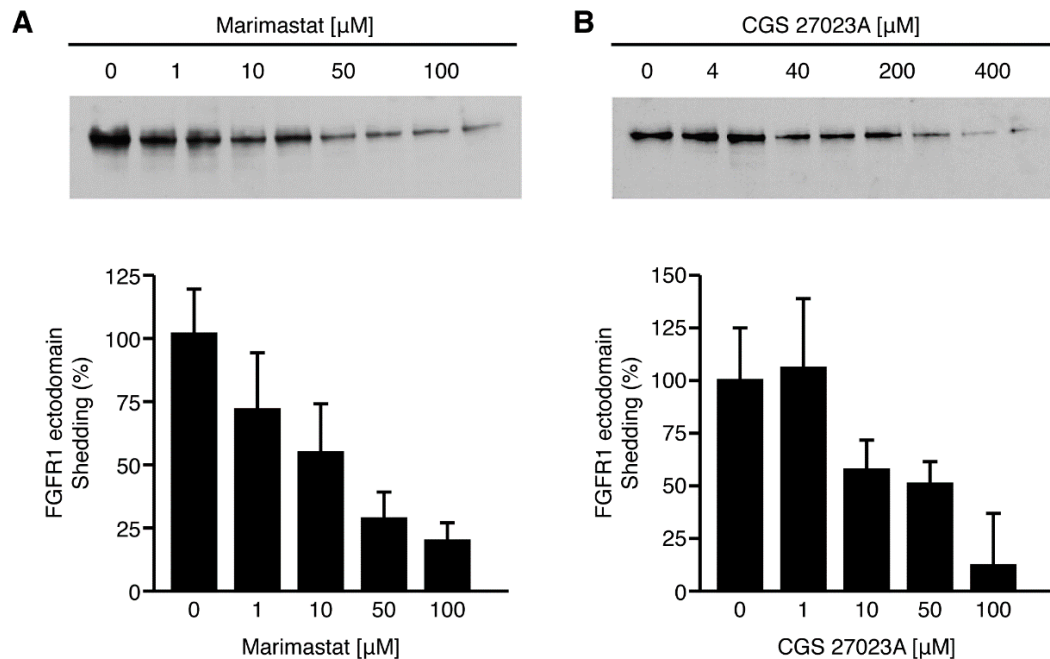 A
Marimastat [µM]
0 1 10 50 100
B
CGS 27023A [µM]
0 4 40 200 400
125
100
75
50
25
0
FGFR1 ectodomain
Shedding (%)
0 1 10 50 100
Marimastat [µM]
150
125
100
75
50
25
0
FGFR1 ectodomain
Shedding (%)
0 1 10 50 100
CGS 27023A [µM]